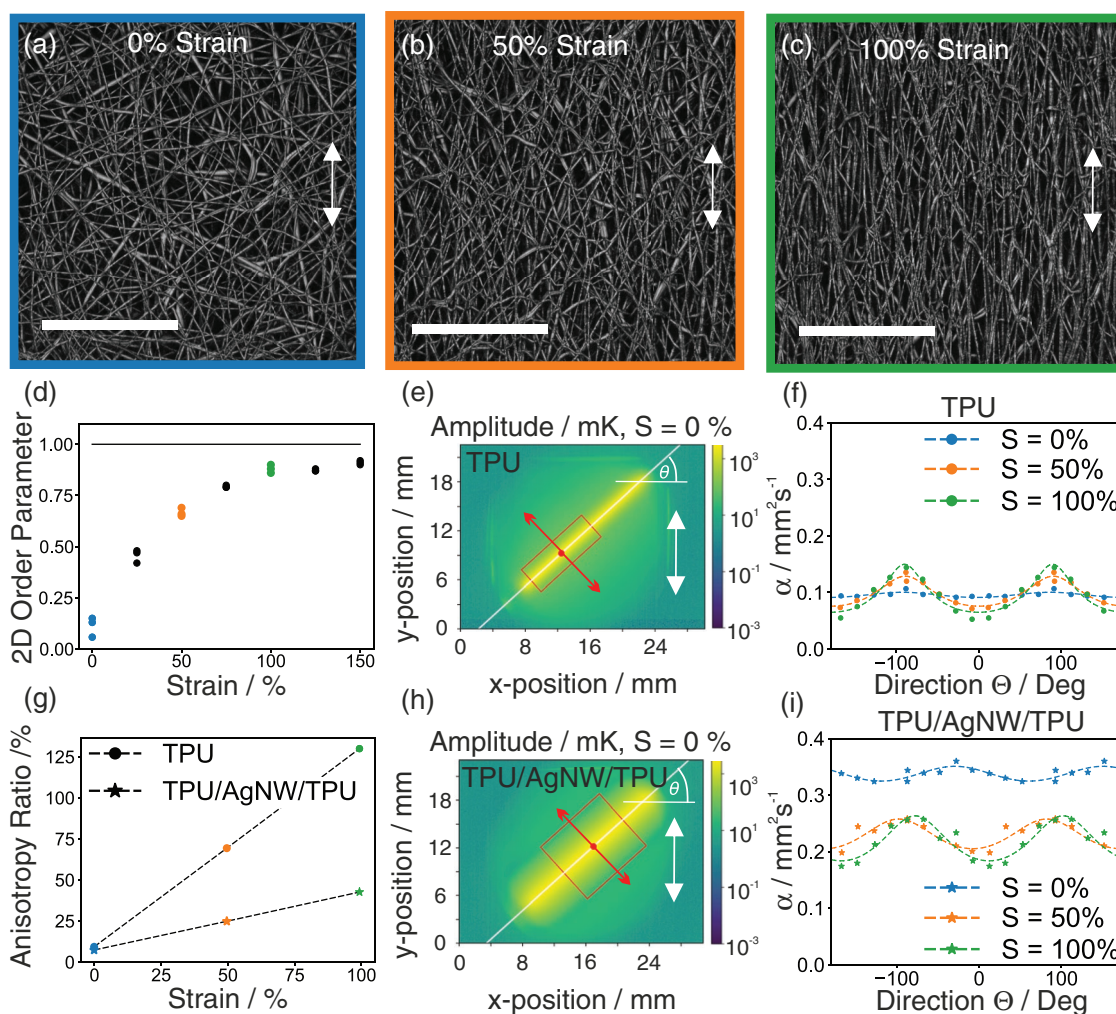 (a) 0% Strain
(b) 50% Strain
(c) 100% Strain
(d)
2D Order Parameter
1.00
0.75
0.50
0.25
0.00
0 50 100 150
Strain / %
(e)
Amplitude / mK, S = 0 %
TPU
θ
y-position / mm
18
12
6
0
0 8 16 24
x-position / mm
10³
10¹
10⁻¹
10⁻³
(f)
TPU
S = 0%
S = 50%
S = 100%
α / mm²s⁻¹
0.4
0.3
0.2
0.1
0.0
−100 0 100
Direction Θ / Deg
(g)
Anisotropy Ratio /%
125
100
75
50
25
0
TPU
TPU/AgNW/TPU
0 25 50 75 100
Strain / %
(h)
Amplitude / mK, S = 0 %
TPU/AgNW/TPU
θ
y-position / mm
18
12
6
0
0 8 16 24
x-position / mm
10³
10¹
10⁻¹
10⁻³
(i)
TPU/AgNW/TPU
α / mm²s⁻¹
0.4
0.3
0.2
0.1
0.0
S = 0%
S = 50%
S = 100%
−100 0 100
Direction Θ / Deg